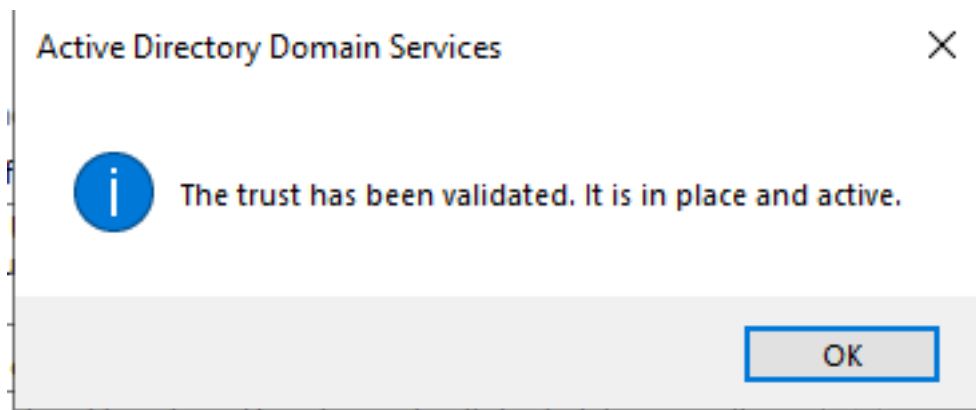 Active Directory Domain Services
The trust has been validated. It is in place and active.
OK